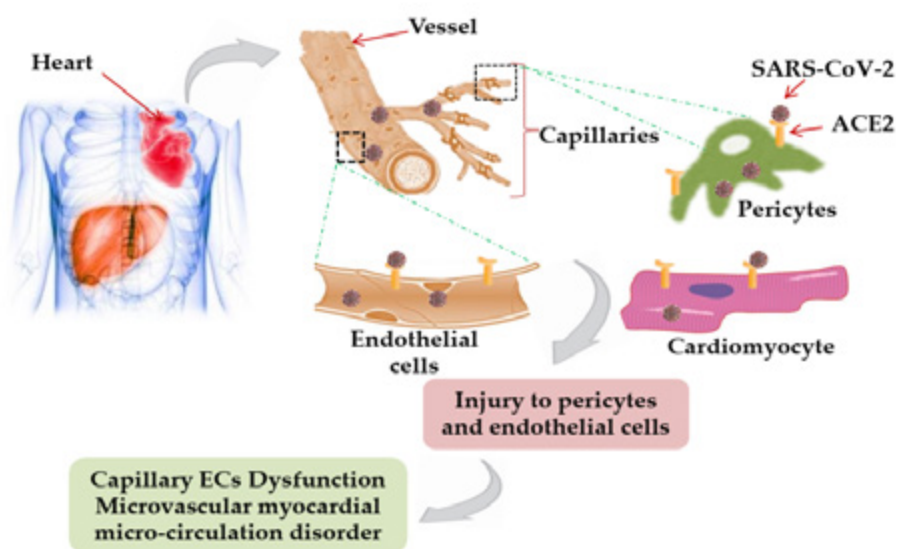 Vessel
Heart
SARS-CoV-2
ACE2
Capillaries
Pericytes
Endothelial
cells
Cardiomyocyte
Injury to pericytes
and endothelial cells
Capillary ECs Dysfunction
Microvascular myocardial
micro-circulation disorder